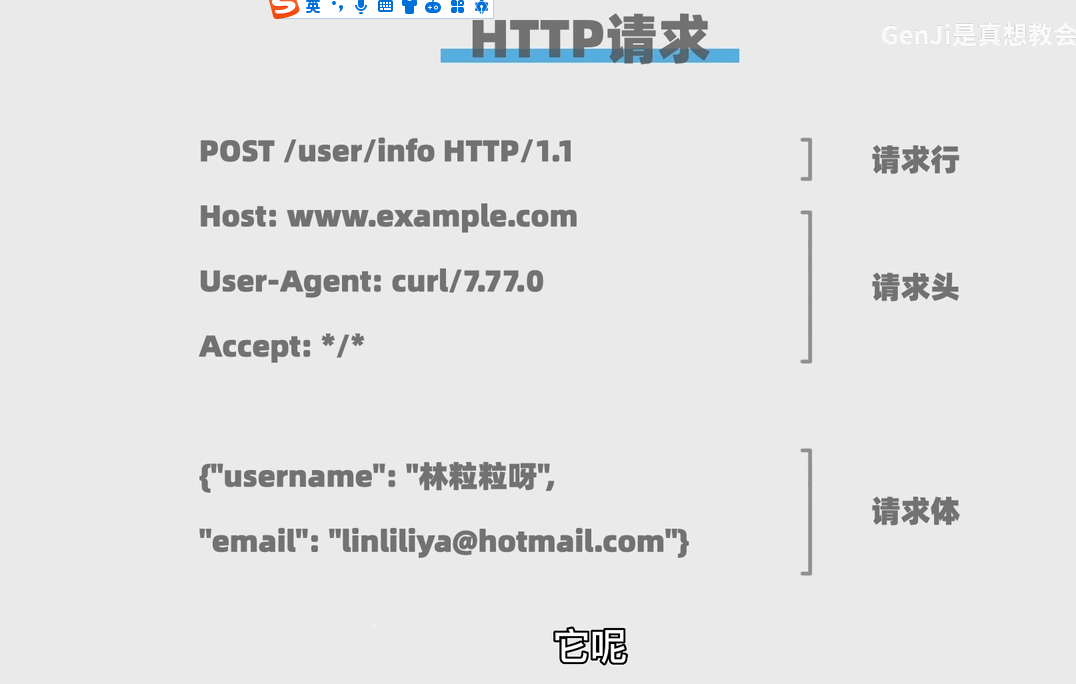 英
HTTP请求
GenJi是真想教会
POST /user/info HTTP/1.1
请求行
Host: www.example.com
User-Agent: curl/7.77.0
请求头
Accept: */*
{"username": "林粒粒呀",
请求体
"email": "linliliya@hotmail.com"}
它呢